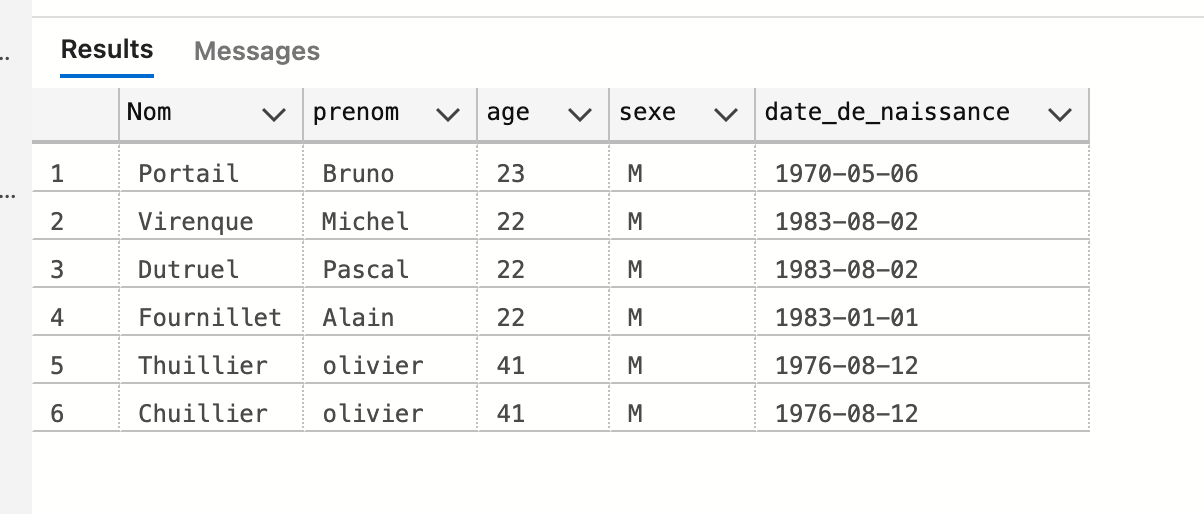 Results Messages
Nom prenom age sexe date_de_naissance
1 Portail Bruno 23 M 1970-05-06
2 Virenque Michel 22 M 1983-08-02
3 Dutruel Pascal 22 M 1983-08-02
4 Fournillet Alain 22 M 1983-01-01
5 Thuillier olivier 41 M 1976-08-12
6 Chuillier olivier 41 M 1976-08-12